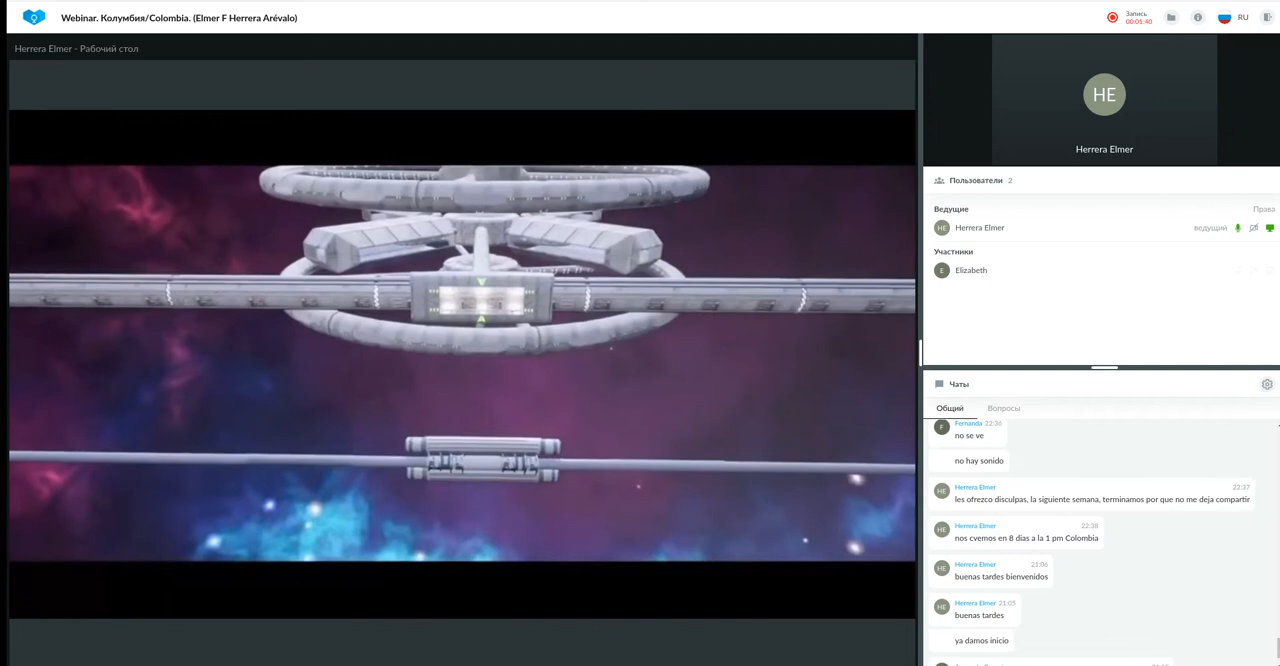 Webinar. Колумбия/Colombia. (Elmer F Herrera Arévalo)
Запись
00:01:40
RU
Herrera Elmer - Рабочий стол
HE
Herrera Elmer
Пользователи 2
Ведущие Права
HE Herrera Elmer ведущий
Участники
E Elizabeth
Чаты
Общий Вопросы
F Fernanda 22:36
no se ve
no hay sonido
HE Herrera Elmer 22:37
les ofrezco disculpas, la siguiente semana, terminamos por que no me deja compartir
HE Herrera Elmer 22:38
nos cvemos en 8 dias a la 1 pm Colombia
HE Herrera Elmer 21:06
buenas tardes bienvenidos
HE Herrera Elmer 21:05
buenas tardes
ya damos inicio